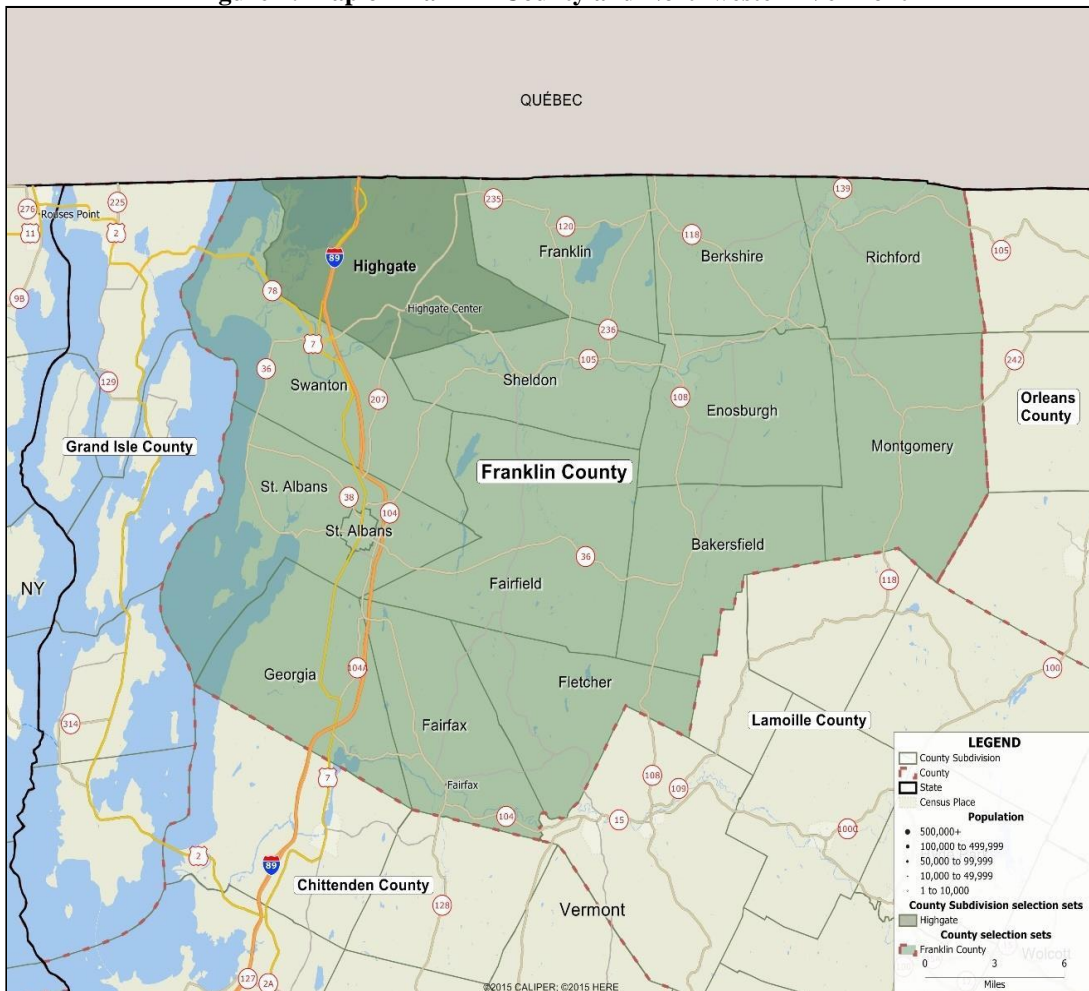 QUÉBEC
276
Rouses Point
225
11
2
9B
235
139
120
118
Franklin
Berkshire
Richford
105
89
Highgate
78
Highgate Center
7
236
36
105
242
Swanton
Sheldon
129
207
108
Enosburgh
Orleans
County
Grand Isle County
Montgomery
Franklin County
St. Albans
38
104
St. Albans
Bakersfield
36
NY
Fairfield
118
Georgia
104A
Fletcher
100
314
Fairfax
Lamoille County
7
108
109
Fairfax
104
15
100C
2
89
Chittenden County
128
Vermont
127
2A
©2015 CALIPER; ©2015 HERE
LEGEND
County Subdivision
County
State
Census Place
Population
500,000+
100,000 to 499,999
50,000 to 99,999
10,000 to 49,999
1 to 10,000
County Subdivision selection sets
Highgate
County selection sets
Franklin County
Wolcott
0 3 6
Miles